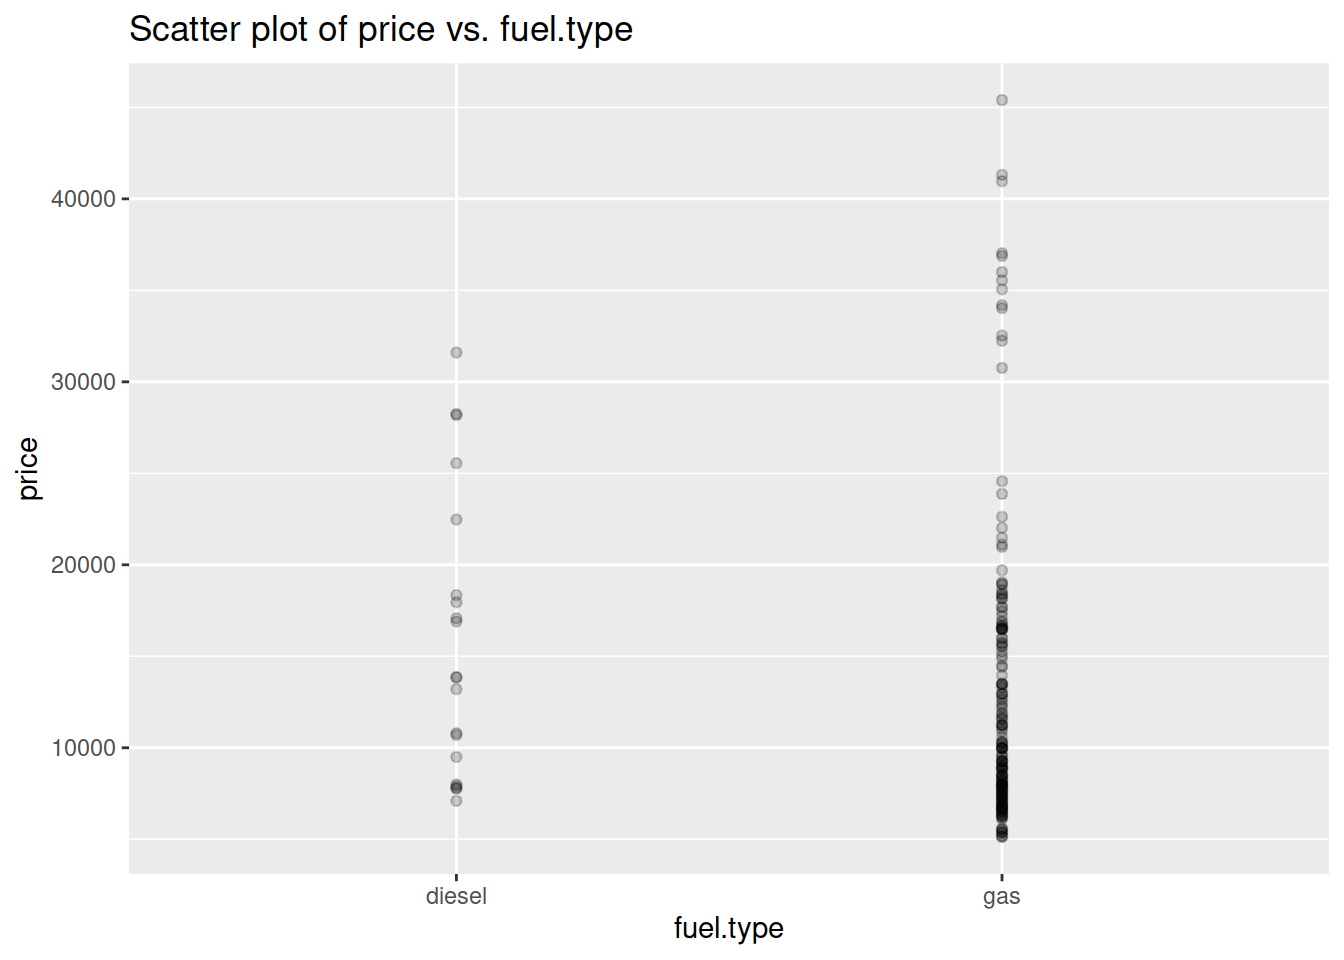 Scatter plot of price vs. fuel.type
price
40000
30000
20000
10000
diesel gas
fuel.type